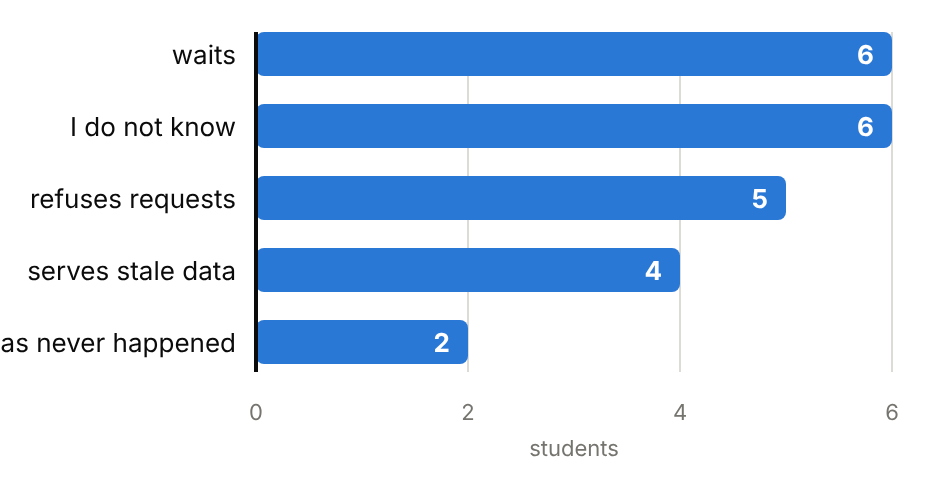 waits 6
I do not know 6
refuses requests 5
serves stale data 4
as never happened 2
0 2 4 6
students